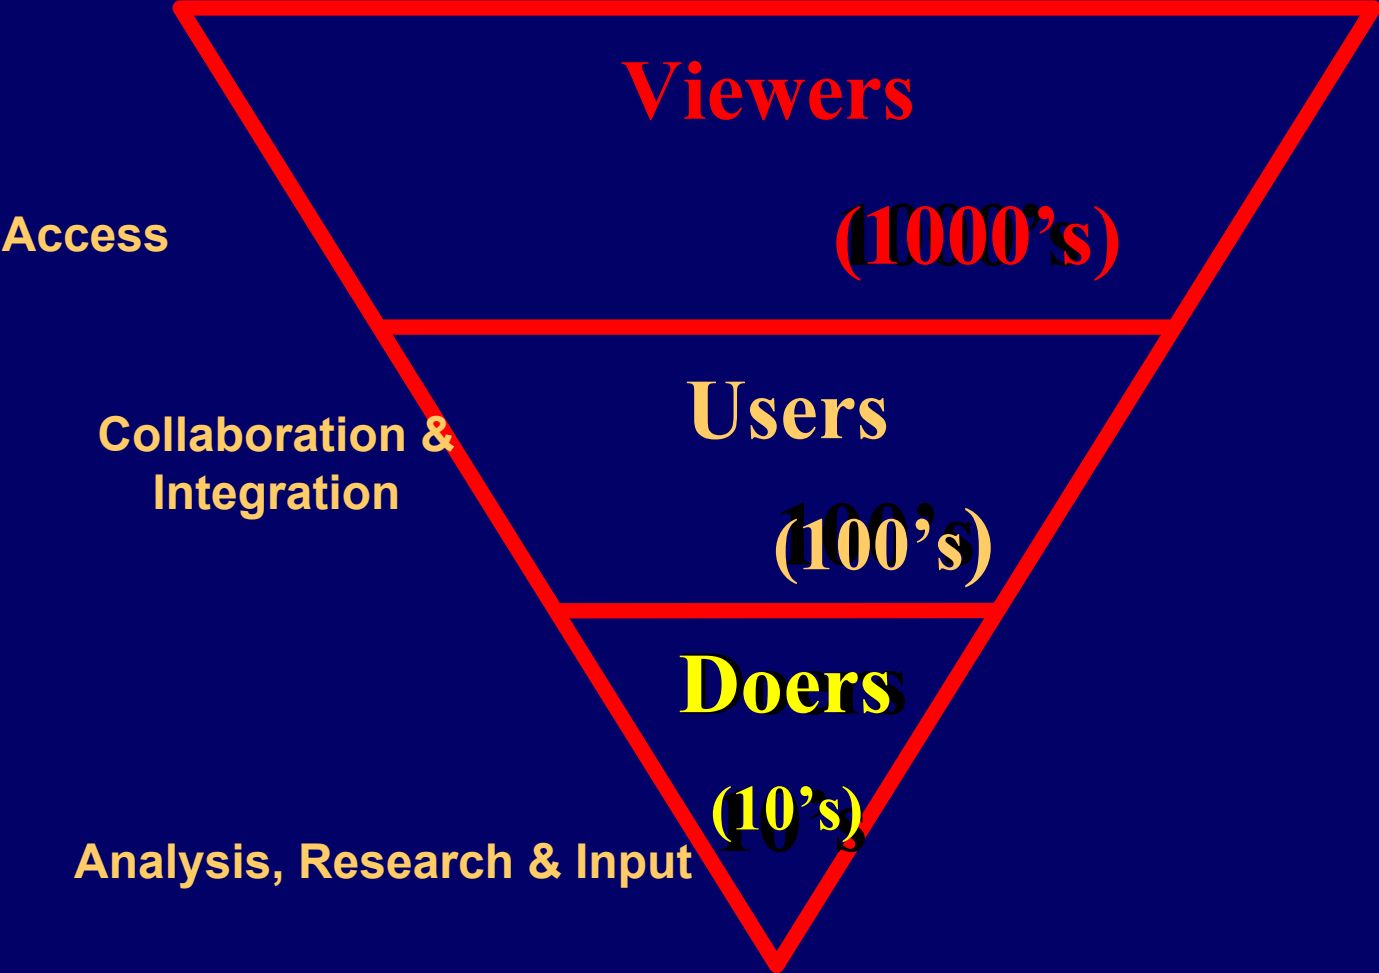 Viewers
Access
(1000’s)
Users
Collaboration &
Integration
(100’s)
Doers
(10’s)
Analysis, Research & Input